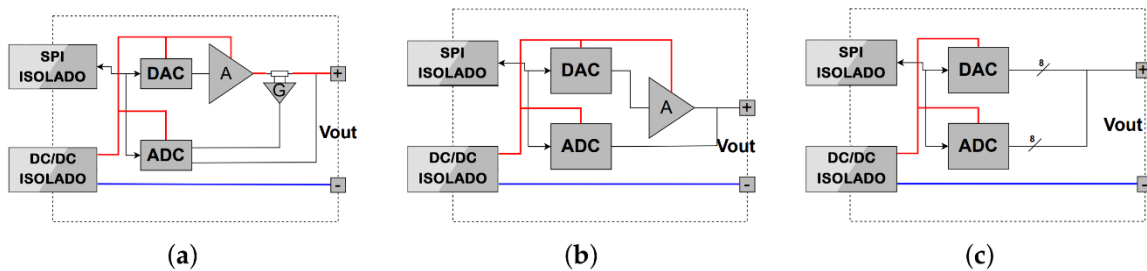 SPI
ISOLADO
DAC
A
G
ADC
DC/DC
ISOLADO
+
Vout
-
(a)
SPI
ISOLADO
DAC
A
ADC
DC/DC
ISOLADO
+
Vout
-
(b)
SPI
ISOLADO
DAC
8
ADC
8
DC/DC
ISOLADO
+
Vout
-
(c)